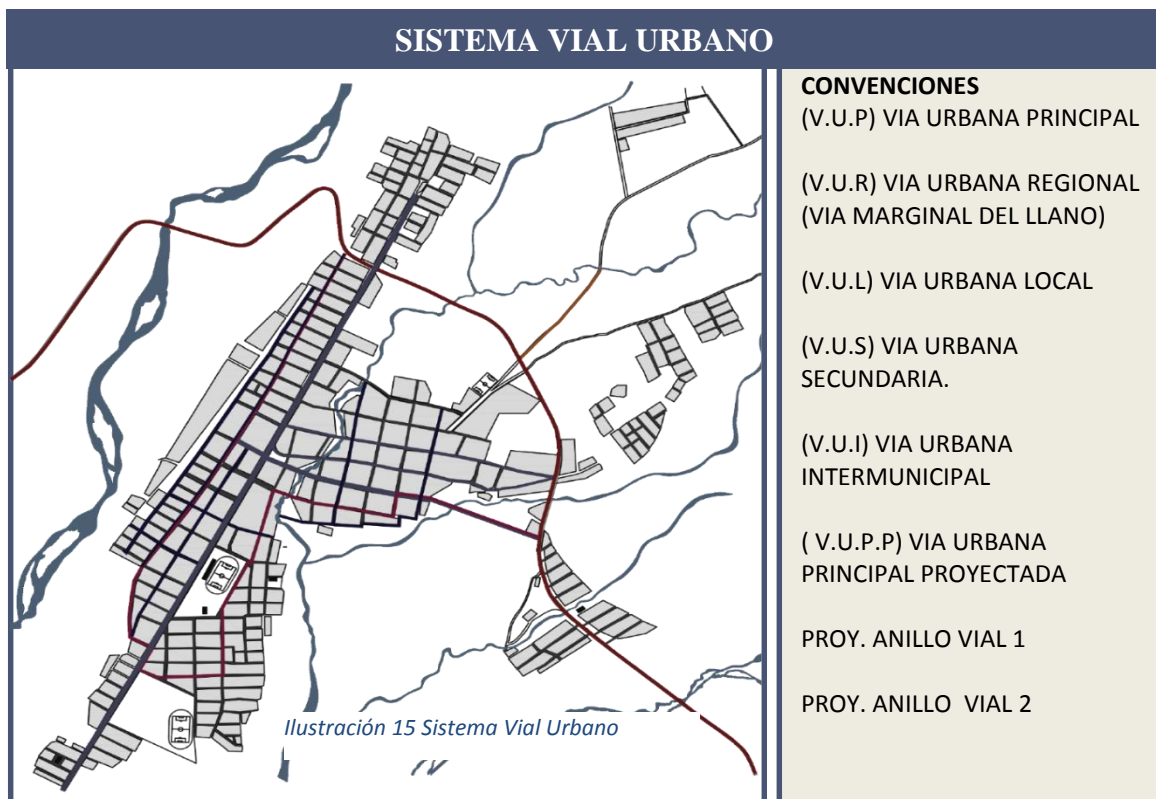 SISTEMA VIAL URBANO
CONVENCIONES
(V.U.P) VIA URBANA PRINCIPAL
(V.U.R) VIA URBANA REGIONAL
(VIA MARGINAL DEL LLANO)
(V.U.L) VIA URBANA LOCAL
(V.U.S) VIA URBANA
SECUNDARIA.
(V.U.I) VIA URBANA
INTERMUNICIPAL
( V.U.P.P) VIA URBANA
PRINCIPAL PROYECTADA
PROY. ANILLO VIAL 1
PROY. ANILLO  VIAL 2
Ilustración 15 Sistema Vial Urbano